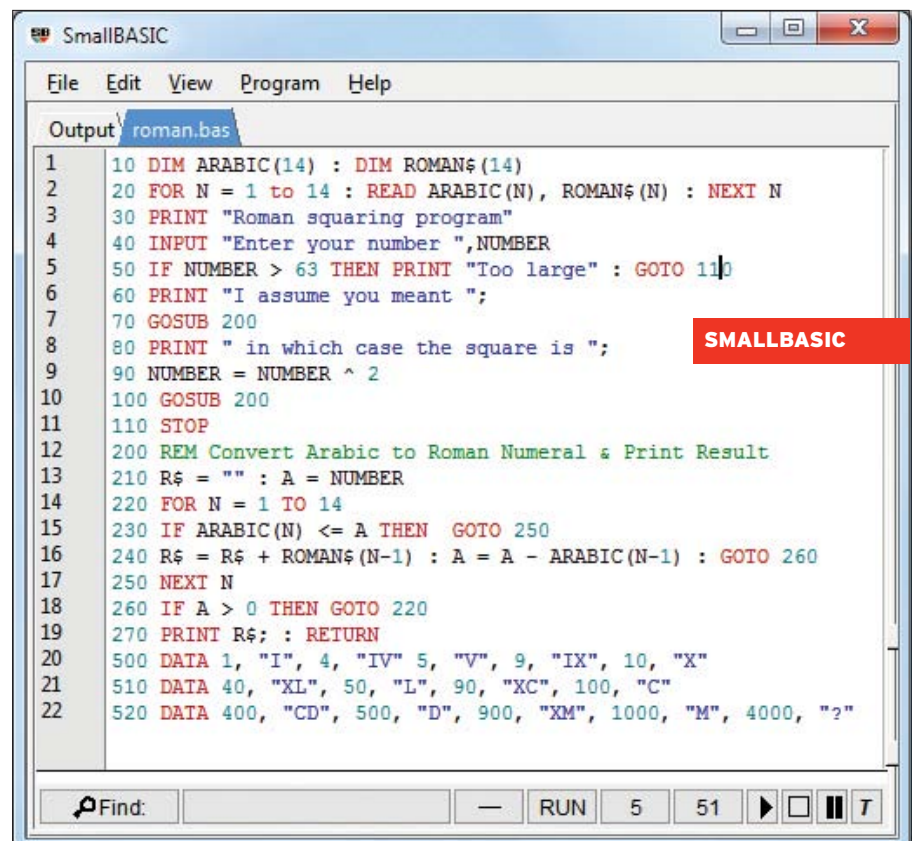 SmallBASIC
File Edit View Program Help
Output roman.bas
1 10 DIM ARABIC(14) : DIM ROMAN$(14)
2 20 FOR N = 1 to 14 : READ ARABIC(N), ROMAN$(N) : NEXT N
3 30 PRINT "Roman squaring program"
4 40 INPUT "Enter your number ",NUMBER
5 50 IF NUMBER > 63 THEN PRINT "Too large" : GOTO 110
6 60 PRINT "I assume you meant ";
7 70 GOSUB 200
8 80 PRINT " in which case the square is ";
SMALLBASIC
9 90 NUMBER = NUMBER ^ 2
10 100 GOSUB 200
11 110 STOP
12 200 REM Convert Arabic to Roman Numeral & Print Result
13 210 R$ = "" : A = NUMBER
14 220 FOR N = 1 TO 14
15 230 IF ARABIC(N) <= A THEN  GOTO 250
16 240 R$ = R$ + ROMAN$(N-1) : A = A - ARABIC(N-1) : GOTO 260
17 250 NEXT N
18 260 IF A > 0 THEN GOTO 220
19 270 PRINT R$; : RETURN
20 500 DATA 1, "I", 4, "IV" 5, "V", 9, "IX", 10, "X"
21 510 DATA 40, "XL", 50, "L", 90, "XC", 100, "C"
22 520 DATA 400, "CD", 500, "D", 900, "XM", 1000, "M", 4000, "?"
Find: — RUN 5 51 T